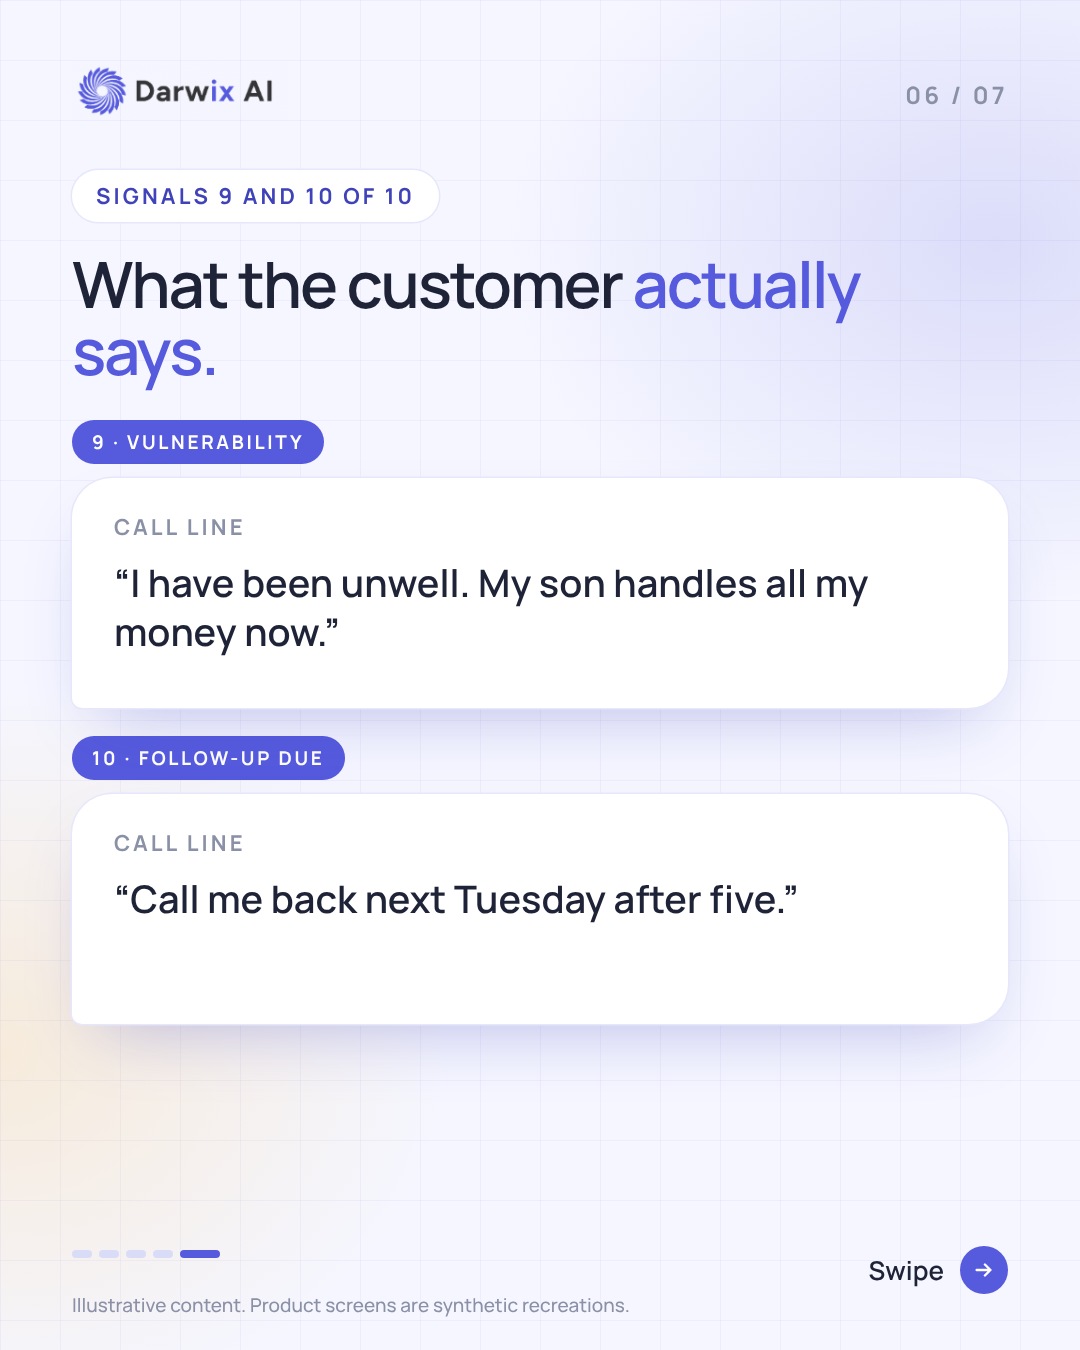 Darwix AI
06 / 07
SIGNALS 9 AND 10 OF 10
What the customer actually
says.
9 · VULNERABILITY
CALL LINE
“I have been unwell. My son handles all my
money now.”
10 · FOLLOW-UP DUE
CALL LINE
“Call me back next Tuesday after five.”
Swipe
Illustrative content. Product screens are synthetic recreations.